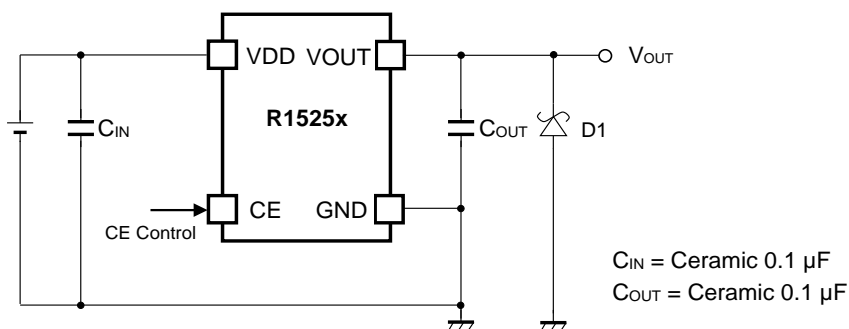 VDD VOUT
VOUT
R1525x
CIN
COUT
D1
CE GND
CE Control
CIN = Ceramic 0.1 µF
COUT = Ceramic 0.1 µF